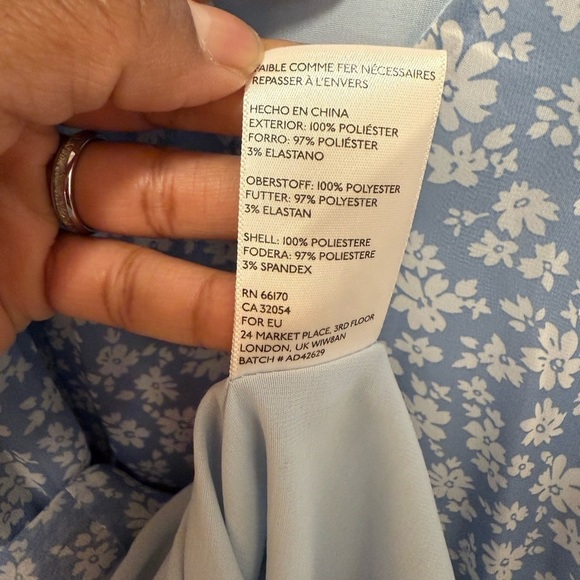 FAIBLE COMME FER NÉCESSAIRES
REPASSER À L'ENVERS
HECHO EN CHINA
EXTERIOR: 100% POLIÉSTER
FORRO: 97% POLIÉSTER
3% ELASTANO
OBERSTOFF: 100% POLYESTER
FUTTER: 97% POLYESTER
3% ELASTAN
SHELL: 100% POLIESTERE
FODERA: 97% POLIESTERE
3% SPANDEX
RN 66170
CA 32054
FOR EU
24 MARKET PLACE, 3RD FLOOR
LONDON, UK W1W8AN
BATCH # AD42629